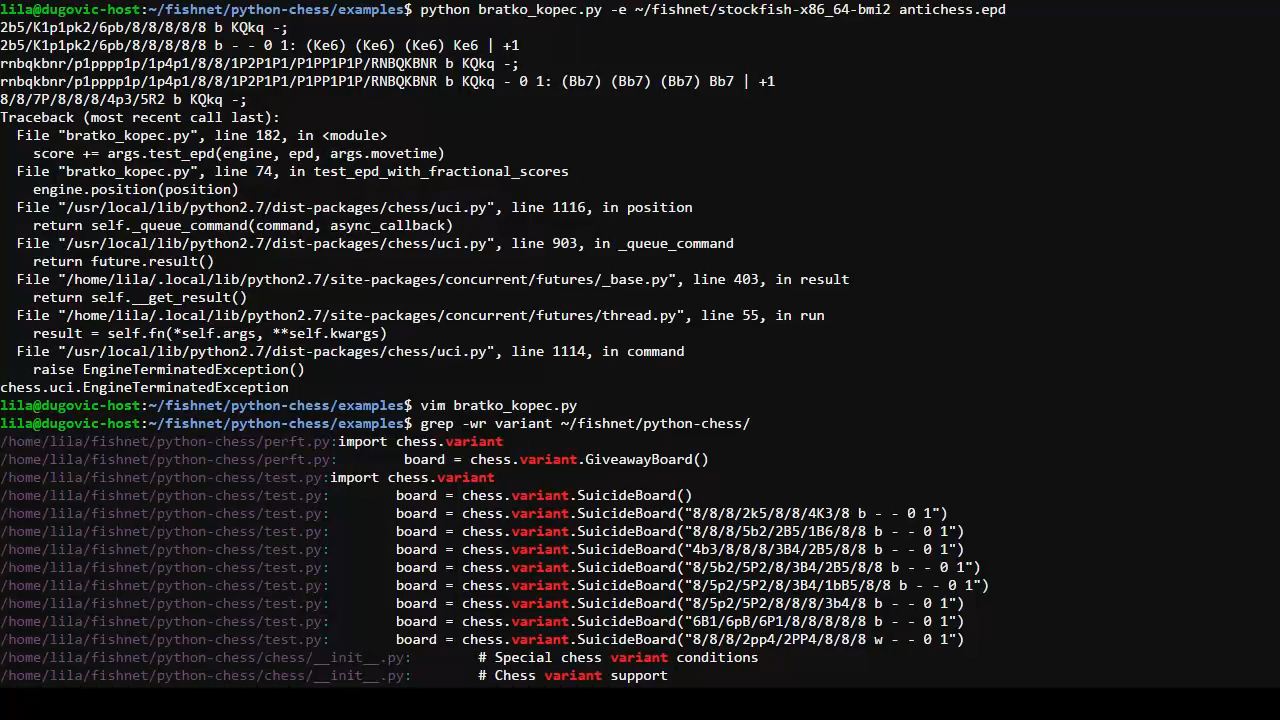 lila@dugovic-host:~/fishnet/python-chess/examples$ python bratko_kopec.py -e ~/fishnet/stockfish-x86_64-bmi2 antichess.epd
2b5/K1p1pk2/6pb/8/8/8/8/8 b KQkq -;
2b5/K1p1pk2/6pb/8/8/8/8/8 b - - 0 1: (Ke6) (Ke6) (Ke6) Ke6 | +1
rnbqkbnr/p1pppp1p/1p4p1/8/8/1P2P1P1/P1PP1P1P/RNBQKBNR b KQkq -;
rnbqkbnr/p1pppp1p/1p4p1/8/8/1P2P1P1/P1PP1P1P/RNBQKBNR b KQkq - 0 1: (Bb7) (Bb7) (Bb7) Bb7 | +1
8/8/7P/8/8/8/4p3/5R2 b KQkq -;
Traceback (most recent call last):
  File "bratko_kopec.py", line 182, in <module>
    score += args.test_epd(engine, epd, args.movetime)
  File "bratko_kopec.py", line 74, in test_epd_with_fractional_scores
    engine.position(position)
  File "/usr/local/lib/python2.7/dist-packages/chess/uci.py", line 1116, in position
    return self._queue_command(command, async_callback)
  File "/usr/local/lib/python2.7/dist-packages/chess/uci.py", line 903, in _queue_command
    return future.result()
  File "/home/lila/.local/lib/python2.7/site-packages/concurrent/futures/_base.py", line 403, in result
    return self.__get_result()
  File "/home/lila/.local/lib/python2.7/site-packages/concurrent/futures/thread.py", line 55, in run
    result = self.fn(*self.args, **self.kwargs)
  File "/usr/local/lib/python2.7/dist-packages/chess/uci.py", line 1114, in command
    raise EngineTerminatedException()
chess.uci.EngineTerminatedException
lila@dugovic-host:~/fishnet/python-chess/examples$ vim bratko_kopec.py
lila@dugovic-host:~/fishnet/python-chess/examples$ grep -wr variant ~/fishnet/python-chess/
/home/lila/fishnet/python-chess/perft.py:import chess.variant
/home/lila/fishnet/python-chess/perft.py:        board = chess.variant.GiveawayBoard()
/home/lila/fishnet/python-chess/test.py:import chess.variant
/home/lila/fishnet/python-chess/test.py:        board = chess.variant.SuicideBoard()
/home/lila/fishnet/python-chess/test.py:        board = chess.variant.SuicideBoard("8/8/8/2k5/8/8/4K3/8 b - - 0 1")
/home/lila/fishnet/python-chess/test.py:        board = chess.variant.SuicideBoard("8/8/8/5b2/2B5/1B6/8/8 b - - 0 1")
/home/lila/fishnet/python-chess/test.py:        board = chess.variant.SuicideBoard("4b3/8/8/8/3B4/2B5/8/8 b - - 0 1")
/home/lila/fishnet/python-chess/test.py:        board = chess.variant.SuicideBoard("8/5b2/5P2/8/3B4/2B5/8/8 b - - 0 1")
/home/lila/fishnet/python-chess/test.py:        board = chess.variant.SuicideBoard("8/5p2/5P2/8/3B4/1bB5/8/8 b - - 0 1")
/home/lila/fishnet/python-chess/test.py:        board = chess.variant.SuicideBoard("8/5p2/5P2/8/8/8/3b4/8 b - - 0 1")
/home/lila/fishnet/python-chess/test.py:        board = chess.variant.SuicideBoard("6B1/6pB/6P1/8/8/8/8/8 b - - 0 1")
/home/lila/fishnet/python-chess/test.py:        board = chess.variant.SuicideBoard("8/8/8/2pp4/2PP4/8/8/8 w - - 0 1")
/home/lila/fishnet/python-chess/chess/__init__.py:        # Special chess variant conditions
/home/lila/fishnet/python-chess/chess/__init__.py:        # Chess variant support